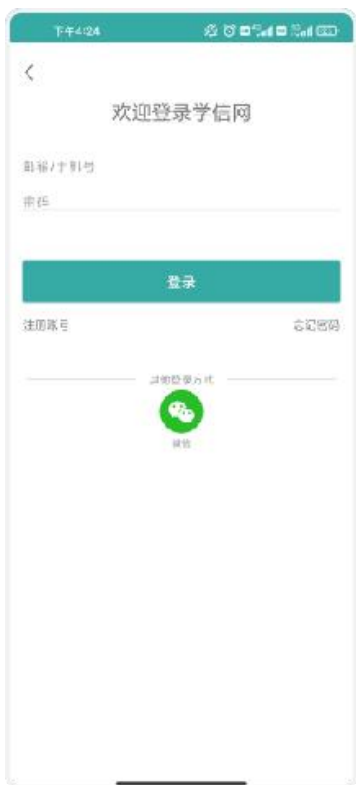 下午4:24
欢迎登录学信网
邮箱/手机号
密码
登录
注册账号 忘记密码
其他登录方式
微信